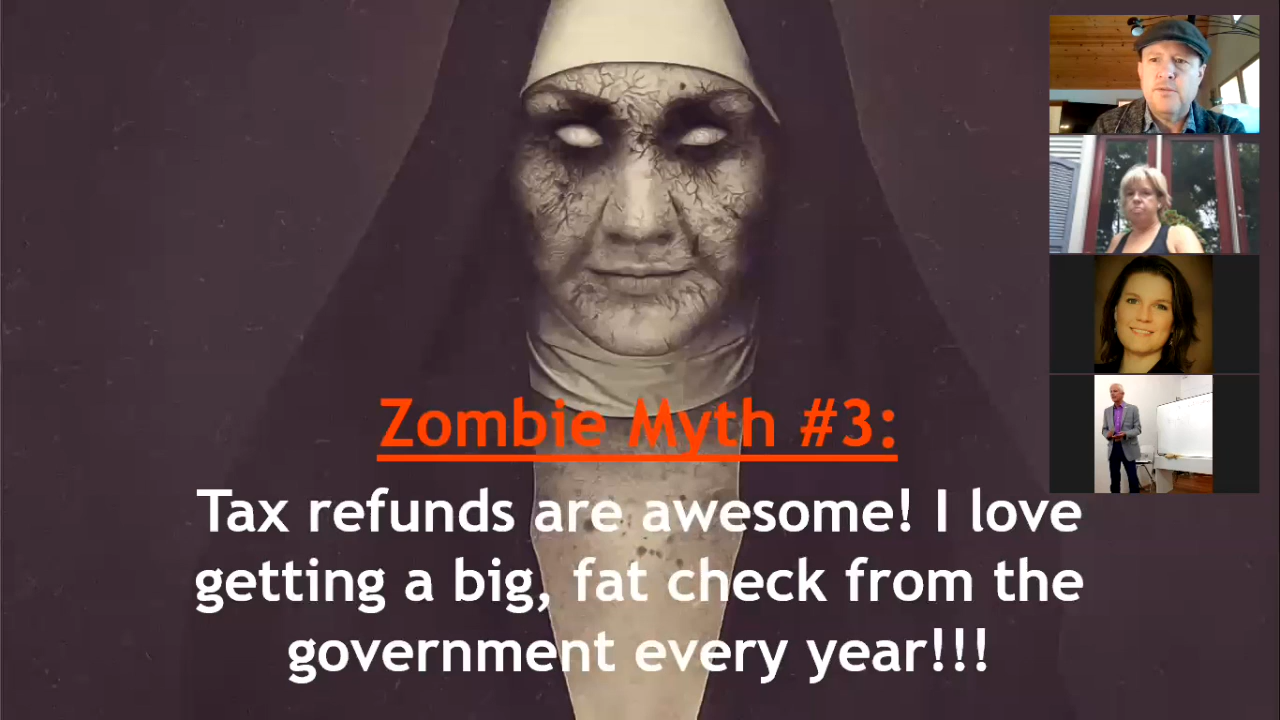 Zombie Myth #3:
Tax refunds are awesome! I love
getting a big, fat check from the
government every year!!!